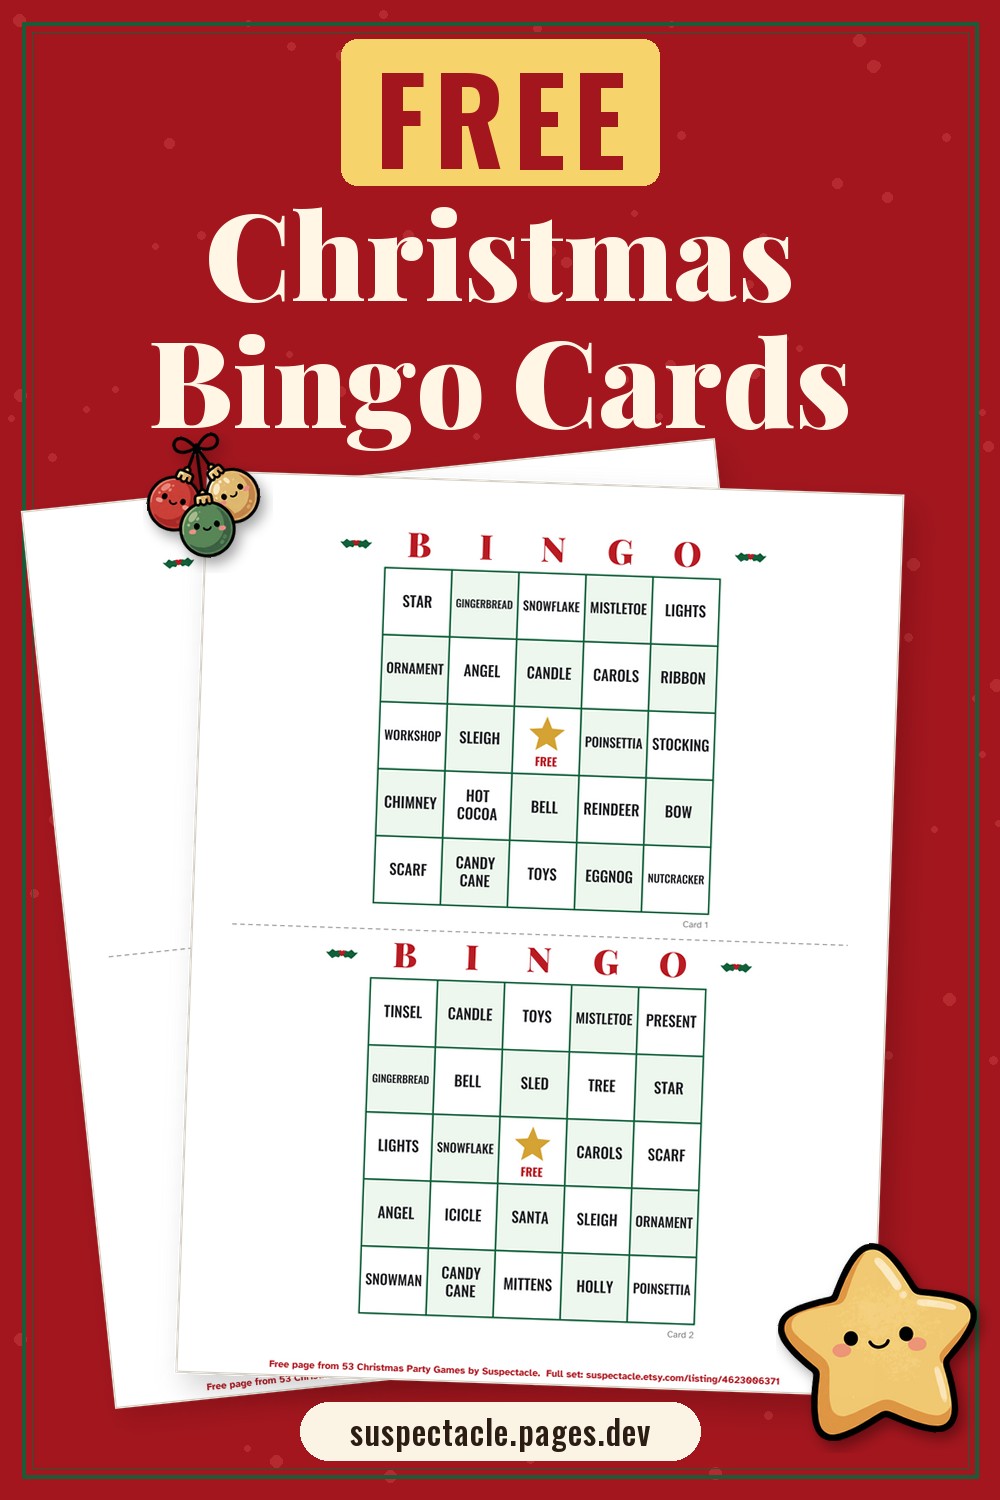 FREE
Christmas
Bingo Cards
B I N G O
STAR GINGERBREAD SNOWFLAKE MISTLETOE LIGHTS
ORNAMENT ANGEL CANDLE CAROLS RIBBON
WORKSHOP SLEIGH FREE POINSETTIA STOCKING
CHIMNEY HOT COCOA BELL REINDEER BOW
SCARF CANDY CANE TOYS EGGNOG NUTCRACKER
Card 1
B I N G O
TINSEL CANDLE TOYS MISTLETOE PRESENT
GINGERBREAD BELL SLED TREE STAR
LIGHTS SNOWFLAKE FREE CAROLS SCARF
ANGEL ICICLE SANTA SLEIGH ORNAMENT
SNOWMAN CANDY CANE MITTENS HOLLY POINSETTIA
Card 2
Free page from 53 Christmas Party Games by Suspectacle. Full set: suspectacle.etsy.com/listing/4623006371
Free page from 53
suspectacle.pages.dev